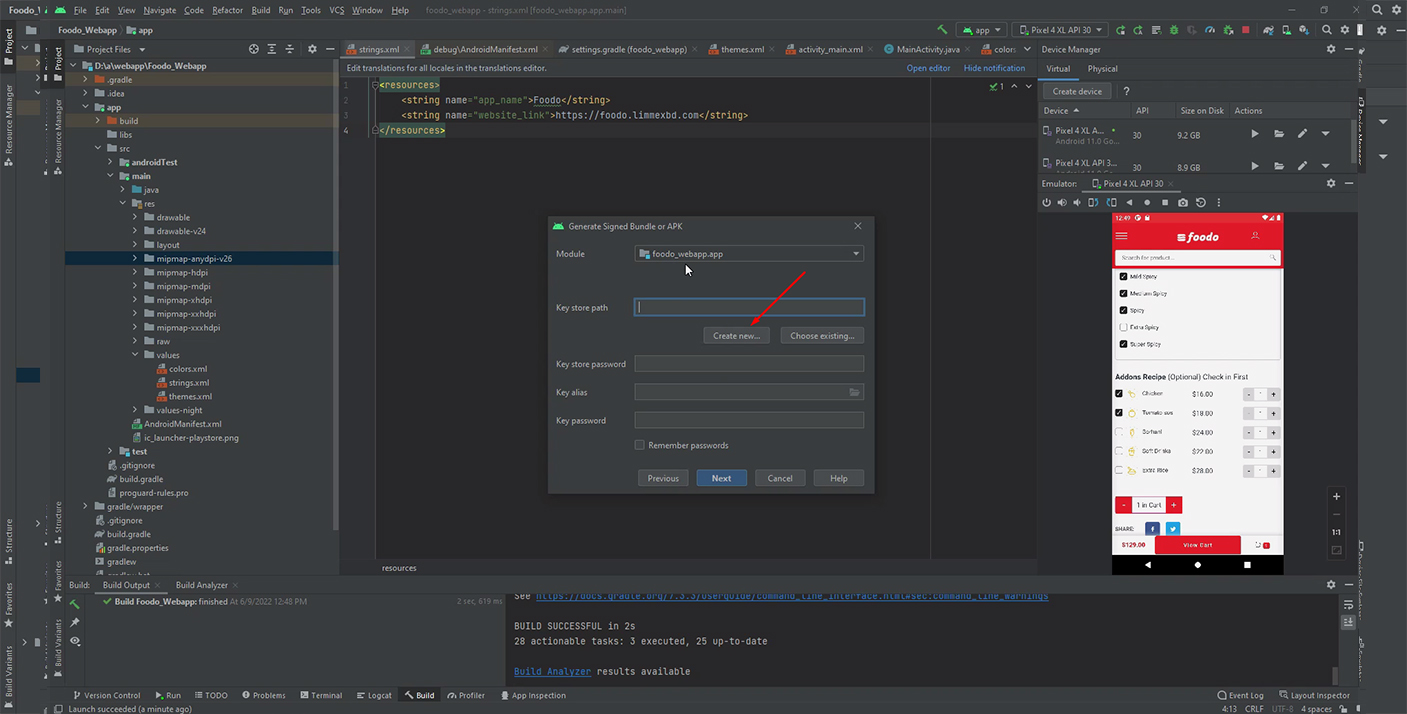 Foodo_W
File Edit View Navigate Code Refactor Build Run Tools VCS Window Help foodo_webapp - strings.xml [foodo_webapp.app.main]
Foodo_Webapp app
app Pixel 4 XL API 30
Project
Resource Manager
Structure
Favorites
Build Variants
Project
Resource Manager
Structure
Favorites
Build Variants
Project Files
D:\a\webapp\Foodo_Webapp
.gradle
.idea
app
build
libs
src
androidTest
main
java
res
drawable
drawable-v24
layout
mipmap-anydpi-v26
mipmap-hdpi
mipmap-mdpi
mipmap-xhdpi
mipmap-xxhdpi
mipmap-xxxhdpi
raw
values
colors.xml
strings.xml
themes.xml
values-night
AndroidManifest.xml
ic_launcher-playstore.png
test
.gitignore
build.gradle
proguard-rules.pro
gradle/wrapper
.gitignore
build.gradle
gradle.properties
gradlew
strings.xml debug\AndroidManifest.xml settings.gradle (foodo_webapp) themes.xml activity_main.xml MainActivity.java colors
Edit translations for all locales in the translations editor. Open editor Hide notification
1 <resources> 1
2 <string name="app_name">Foodo</string>
3 <string name="website_link">https://foodo.limmexbd.com</string>
4 </resources>
resources
Generate Signed Bundle or APK
Module foodo_webapp.app
Key store path
Create new... Choose existing...
Key store password
Key alias
Key password
Remember passwords
Previous Next Cancel Help
Device Manager
Virtual Physical
Create device ?
Device API Size on Disk Actions
Pixel 4 XL A... 30 9.2 GB
Android 11.0 Go...
Pixel 4 XL API 3... 30 8.9 GB
Emulator: Pixel 4 XL API 30
12:49
foodo
Search for product...
Mild Spicy
Medium Spicy
Spicy
Extra Spicy
Super Spicy
Addons Recipe (Optional) Check in First
Chicken $16.00 - +
$18.00 - +
$24.00 - +
Soft Drinks $22.00 - +
Extra Rice $28.00 - +
- 1 in Cart +
SHARE:
$129.00 View Cart
1:1
Build: Build Output Build Analyzer
Build Foodo_Webapp: finished At 6/9/2022 12:48 PM 2 sec, 619 ms
See https://docs.gradle.org/7.3.3/userguide/command_line_interface.html#sec:command_line_warnings
BUILD SUCCESSFUL in 2s
28 actionable tasks: 3 executed, 25 up-to-date
Build Analyzer results available
Version Control Run TODO Problems Terminal Logcat Build Profiler App Inspection Event Log Layout Inspector
Launch succeeded (a minute ago) 4:13 CRLF UTF-8 4 spaces